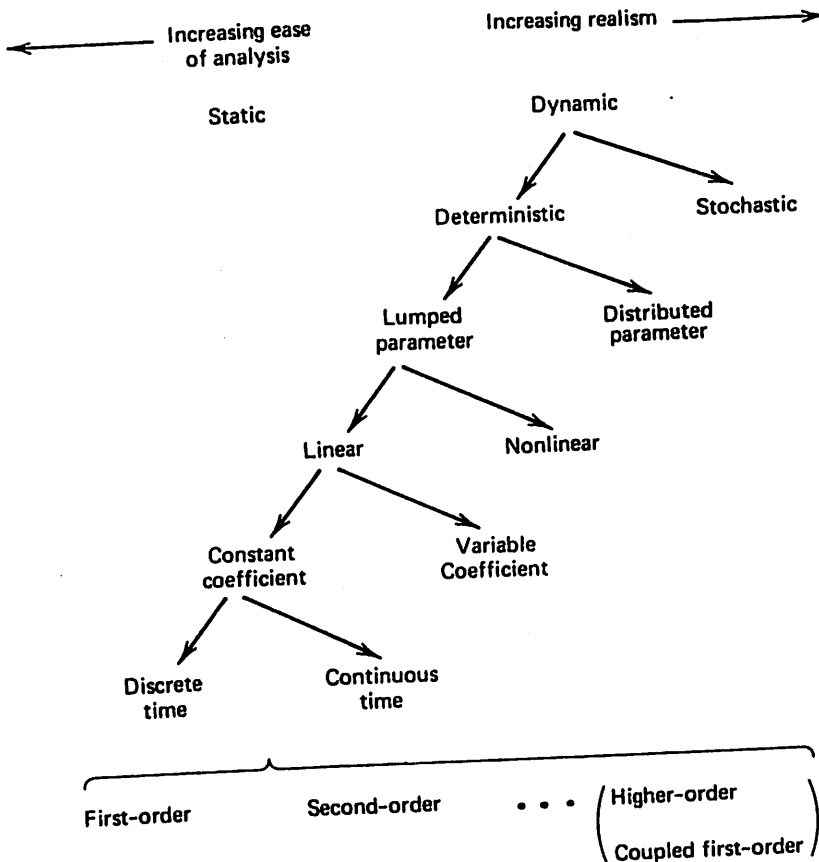 Increasing ease
of analysis
Increasing realism
Static
Dynamic
Deterministic
Stochastic
Lumped
parameter
Distributed
parameter
Linear
Nonlinear
Constant
coefficient
Variable
Coefficient
Discrete
time
Continuous
time
First-order
Second-order
• • •
Higher-order
Coupled first-order